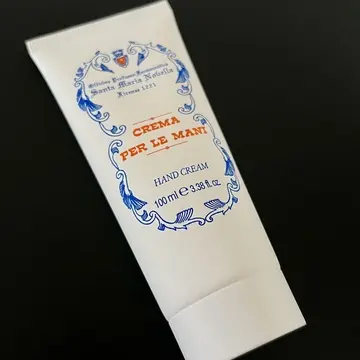 Officina Profumo-Farmaceutica
Santa Maria Novella
Firenze 1221
CREMA
PER LE MANI
HAND CREAM
100 ml e 3.38 fl. oz